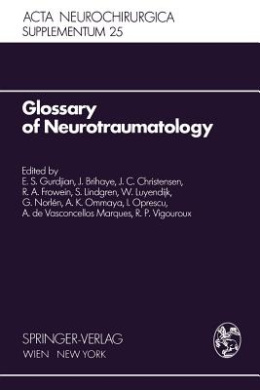 ACTA NEUROCHIRURGICA
SUPPLEMENTUM 25
Glossary
of Neurotraumatology
Edited by
E. S. Gurdjian, J. Brihaye, J. C. Christensen,
R. A. Frowein, S. Lindgren, W. Luyendijk,
G. Norlén, A. K. Ommaya, I. Oprescu,
A. de Vasconcellos Marques, R. P. Vigouroux
SPRINGER-VERLAG
WIEN NEW YORK